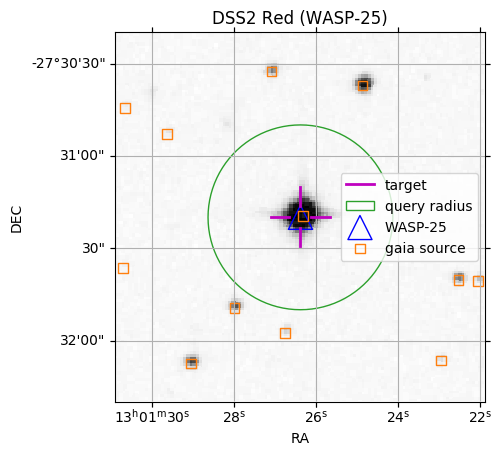 DSS2 Red (WASP-25)
-27°30'30"
31'00"
30"
32'00"
DEC
target
query radius
WASP-25
gaia source
13ʰ01ᵐ30ˢ 28ˢ 26ˢ 24ˢ 22ˢ
RA